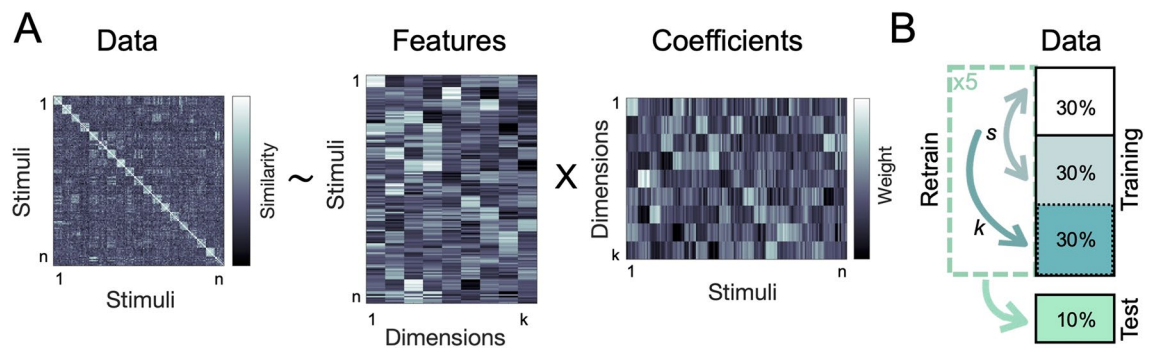 A
Data
Stimuli
1
n
1
n
Stimuli
Similarity
~
Features
Stimuli
1
n
1
k
Dimensions
X
Coefficients
Dimensions
1
k
1
n
Stimuli
Weight
B
Data
x5
Retrain
s
k
30%
30%
30%
Training
10%
Test